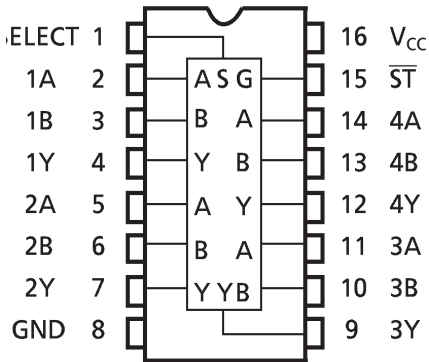 ELECT 1 16 VCC
1A 2 A S G 15 ST
1B 3 B A 14 4A
1Y 4 Y B 13 4B
2A 5 A Y 12 4Y
2B 6 B A 11 3A
2Y 7 Y Y B 10 3B
GND 8 9 3Y